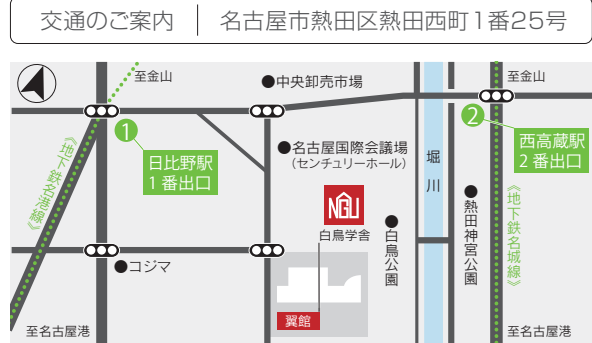 交通のご案内
名古屋市熱田区熱田西町1番25号
至金山
中央卸売市場
至金山
1
日比野駅
1番出口
2
西高蔵駅
2番出口
《地下鉄名港線》
名古屋国際会議場
(センチュリーホール)
堀川
NGU
白鳥学舎
白鳥公園
熱田神宮公園
《地下鉄名城線》
コジマ
翼館
至名古屋港
至名古屋港